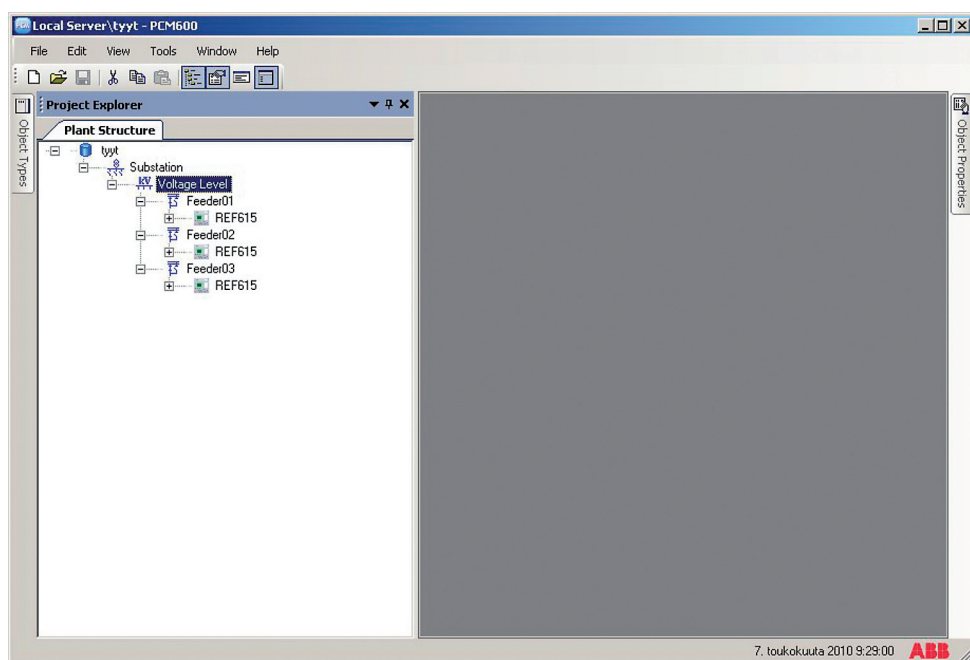 Local Server\tyyt - PCM600
File Edit View Tools Window Help
Project Explorer
Plant Structure
Object Types
tyyt
Substation
Voltage Level
Feeder01
REF615
Feeder02
REF615
Feeder03
REF615
Object Properties
7. toukokuuta 2010 9:29:00 ABB